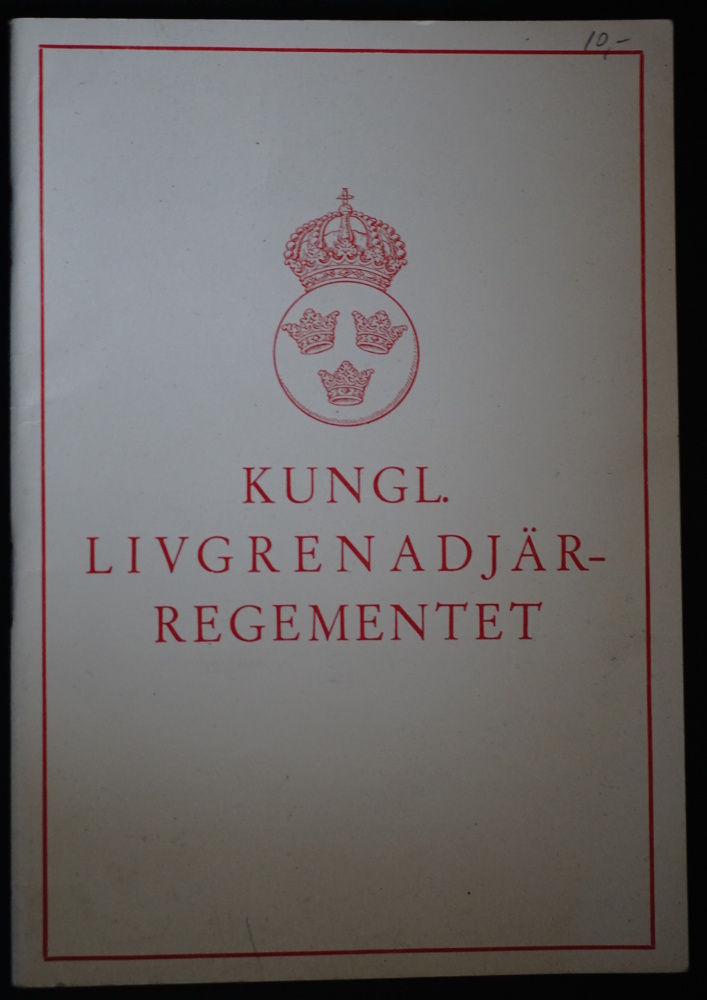 10,-
KUNGL.
LIVGRENADJÄR-
REGEMENTET